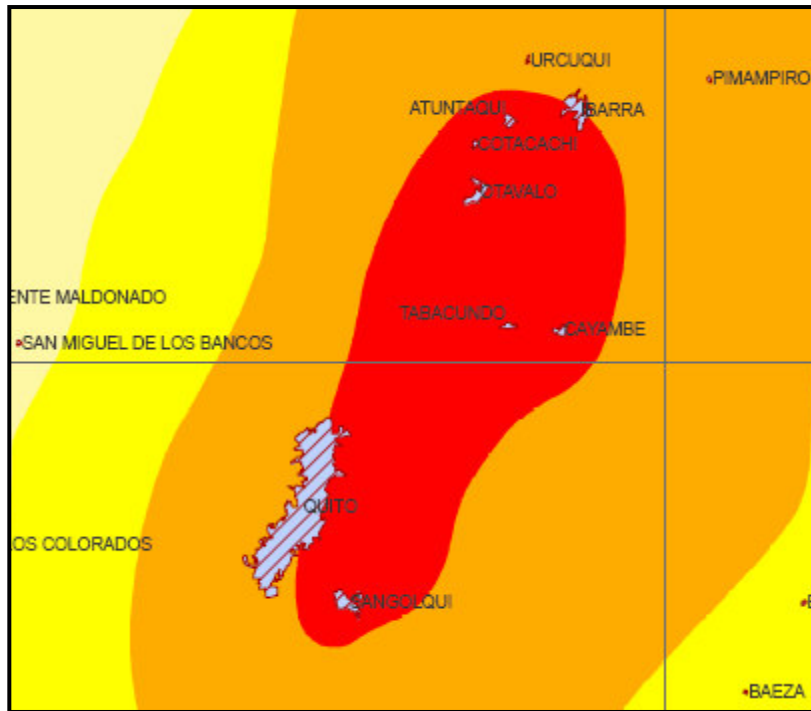 URCUQUI
PIMAMPIRO
ATUNTAQUI
IBARRA
COTACACHI
OTAVALO
ENTE MALDONADO
TABACUNDO
CAYAMBE
SAN MIGUEL DE LOS BANCOS
QUITO
OS COLORADOS
SANGOLQUI
BAEZA